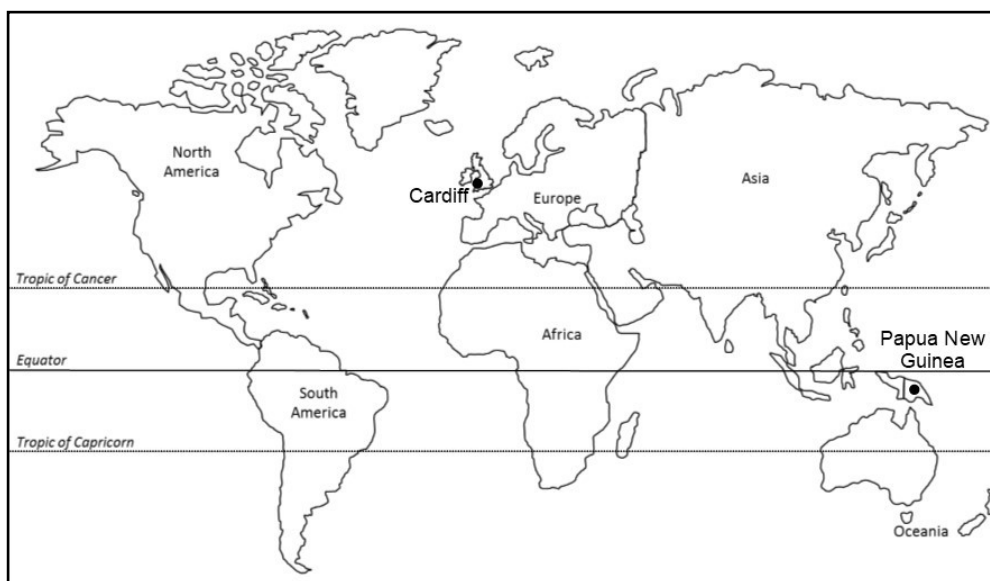 North
America
Cardiff
Europe
Asia
Tropic of Cancer
Africa
Papua New
Guinea
Equator
South
America
Tropic of Capricorn
Oceania